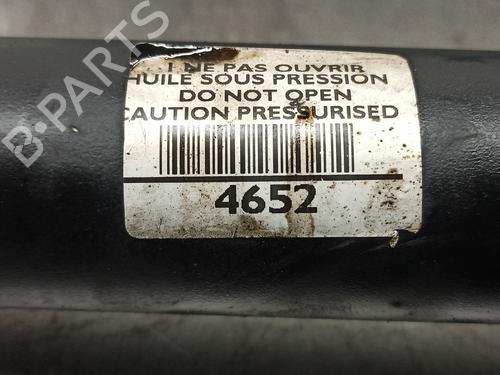 B-PARTS
! NE PAS OUVRIR
HUILE SOUS PRESSION
DO NOT OPEN
CAUTION PRESSURISED
4652